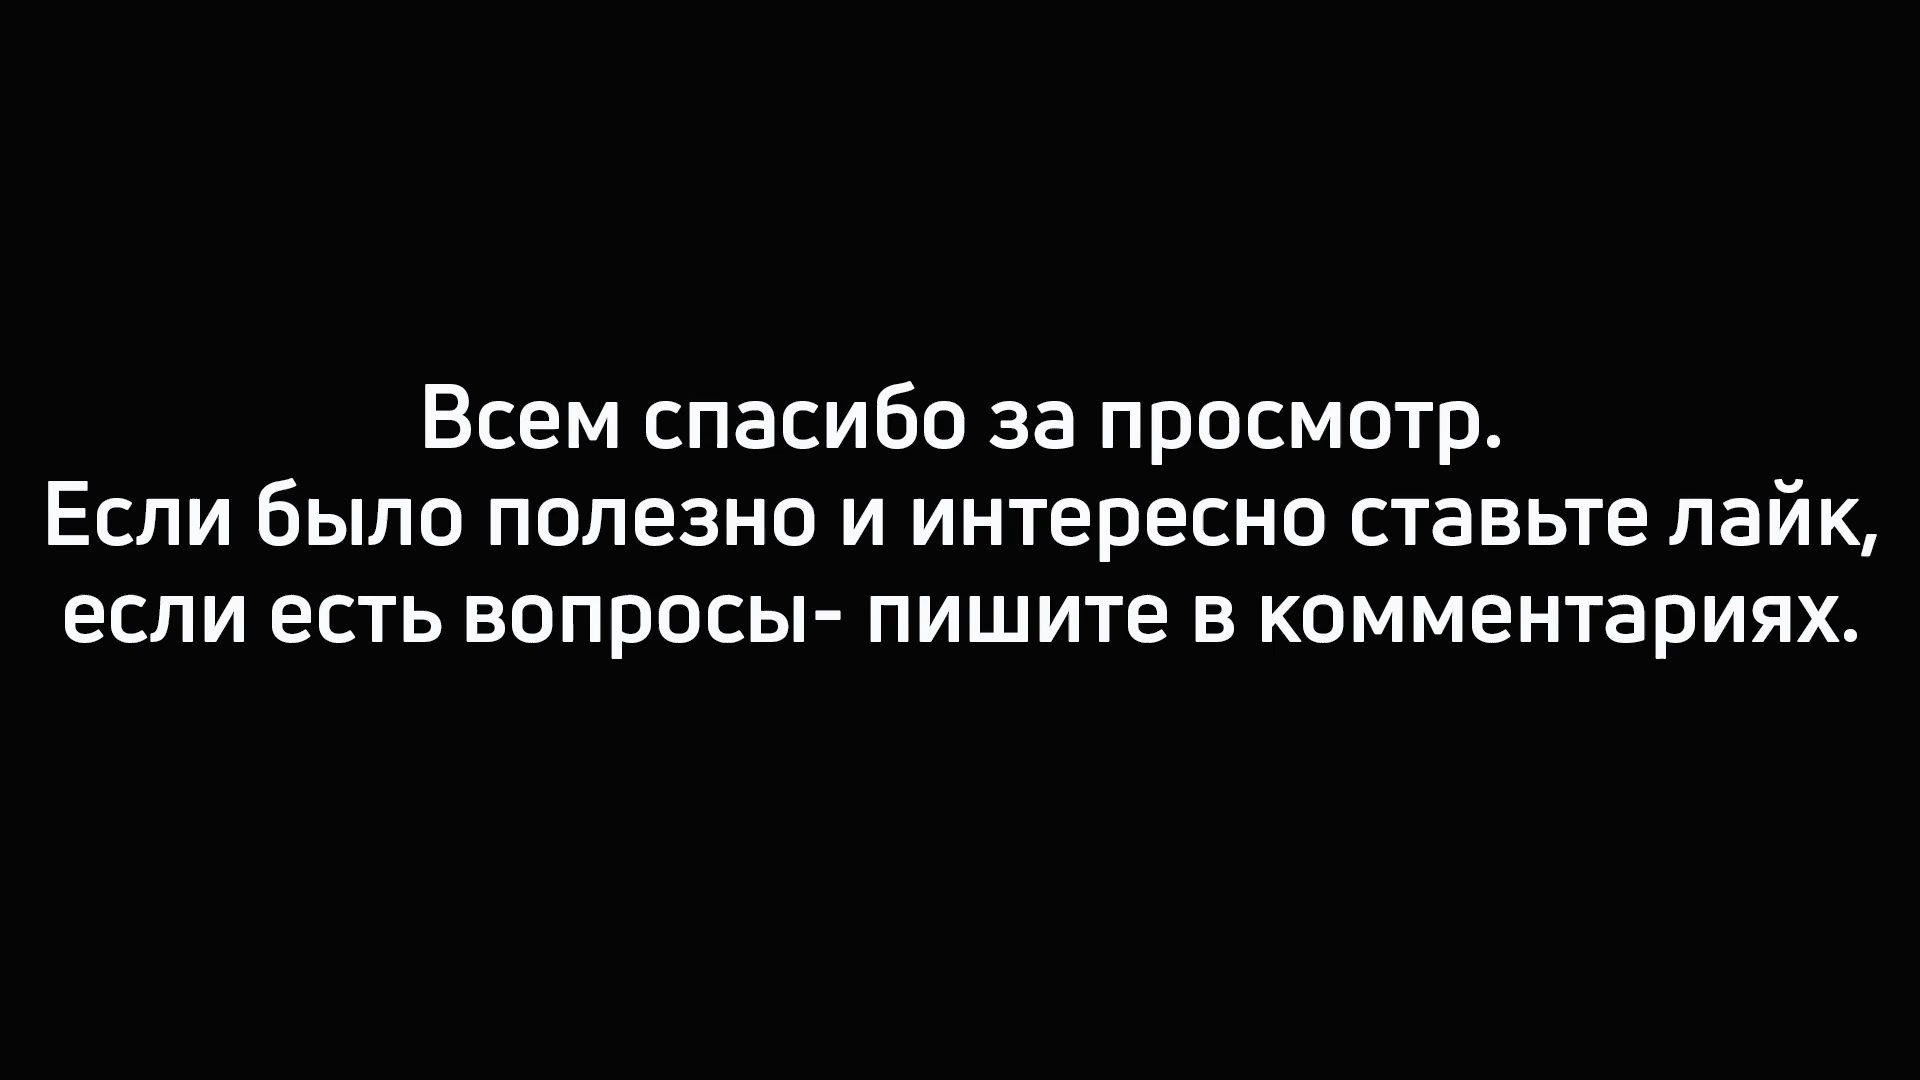 Всем спасибо за просмотр.
Если было полезно и интересно ставьте лайк,
если есть вопросы- пишите в комментариях.